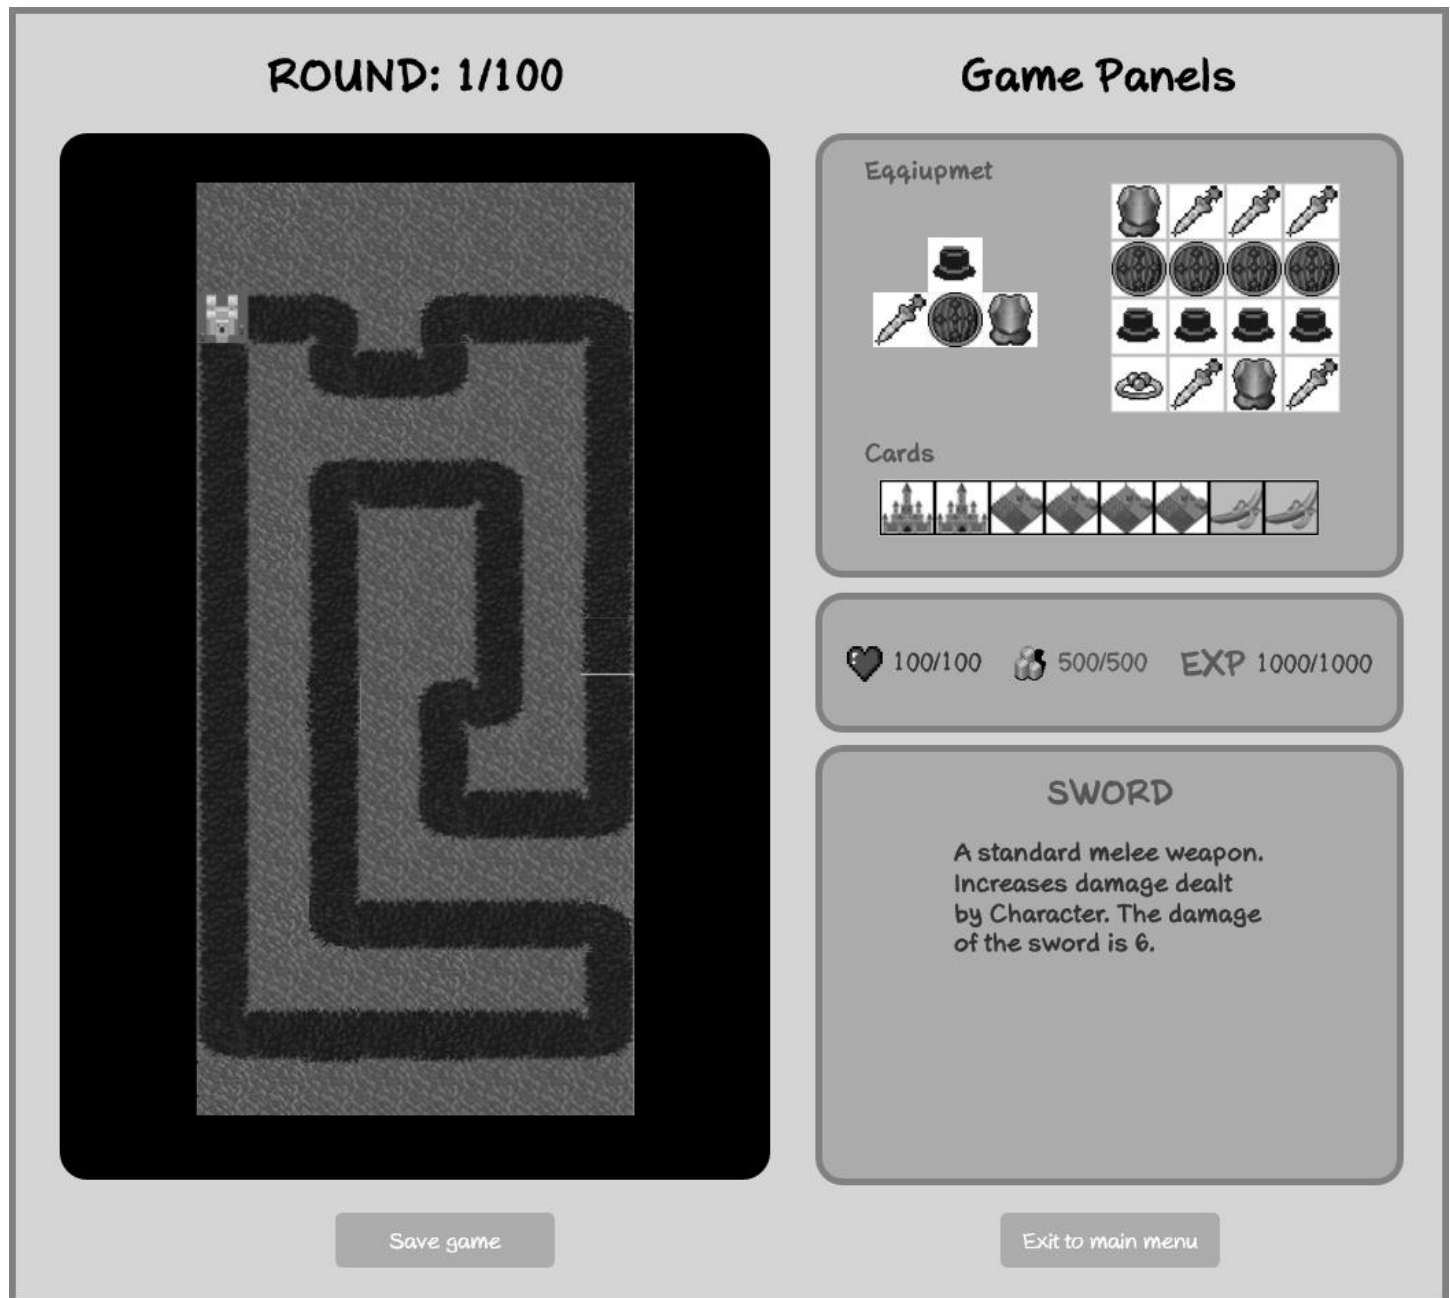 ROUND: 1/100
Game Panels
Eqqiupmet
Cards
100/100
500/500
EXP 1000/1000
SWORD
A standard melee weapon.
Increases damage dealt
by Character. The damage
of the sword is 6.
Save game
Exit to main menu